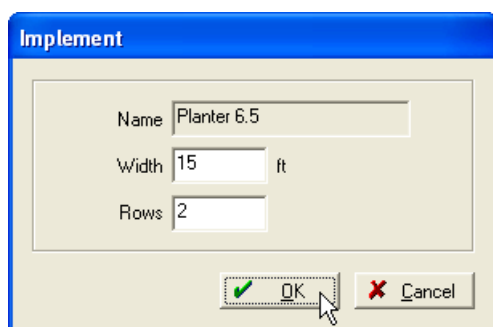 Implement
Name Planter 6.5
Width 15 ft
Rows 2
OK Cancel